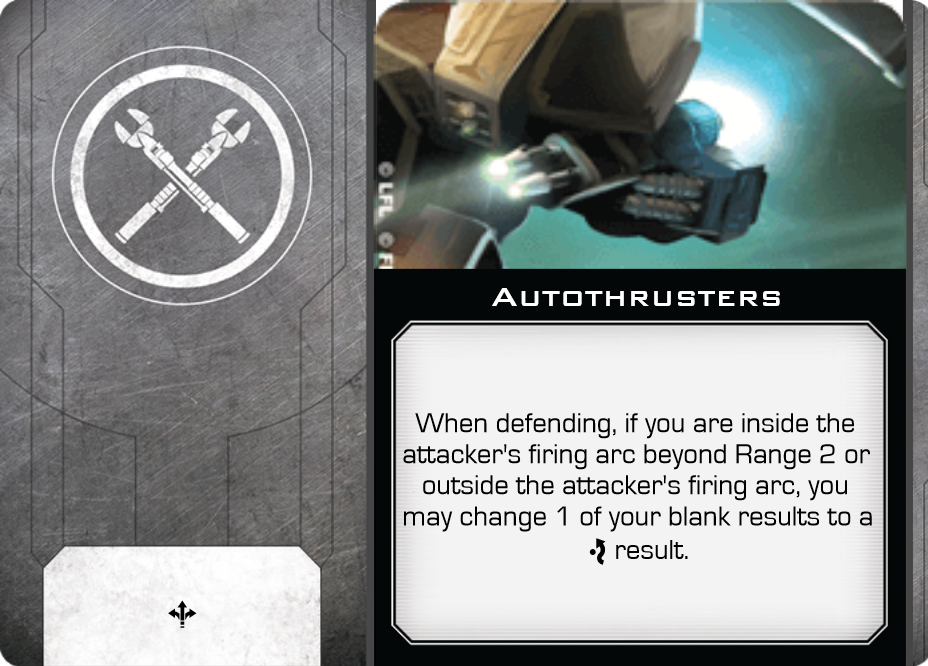 © LFL © F
AUTOTHRUSTERS
When defending, if you are inside the
attacker's firing arc beyond Range 2 or
outside the attacker's firing arc, you
may change 1 of your blank results to a
result.